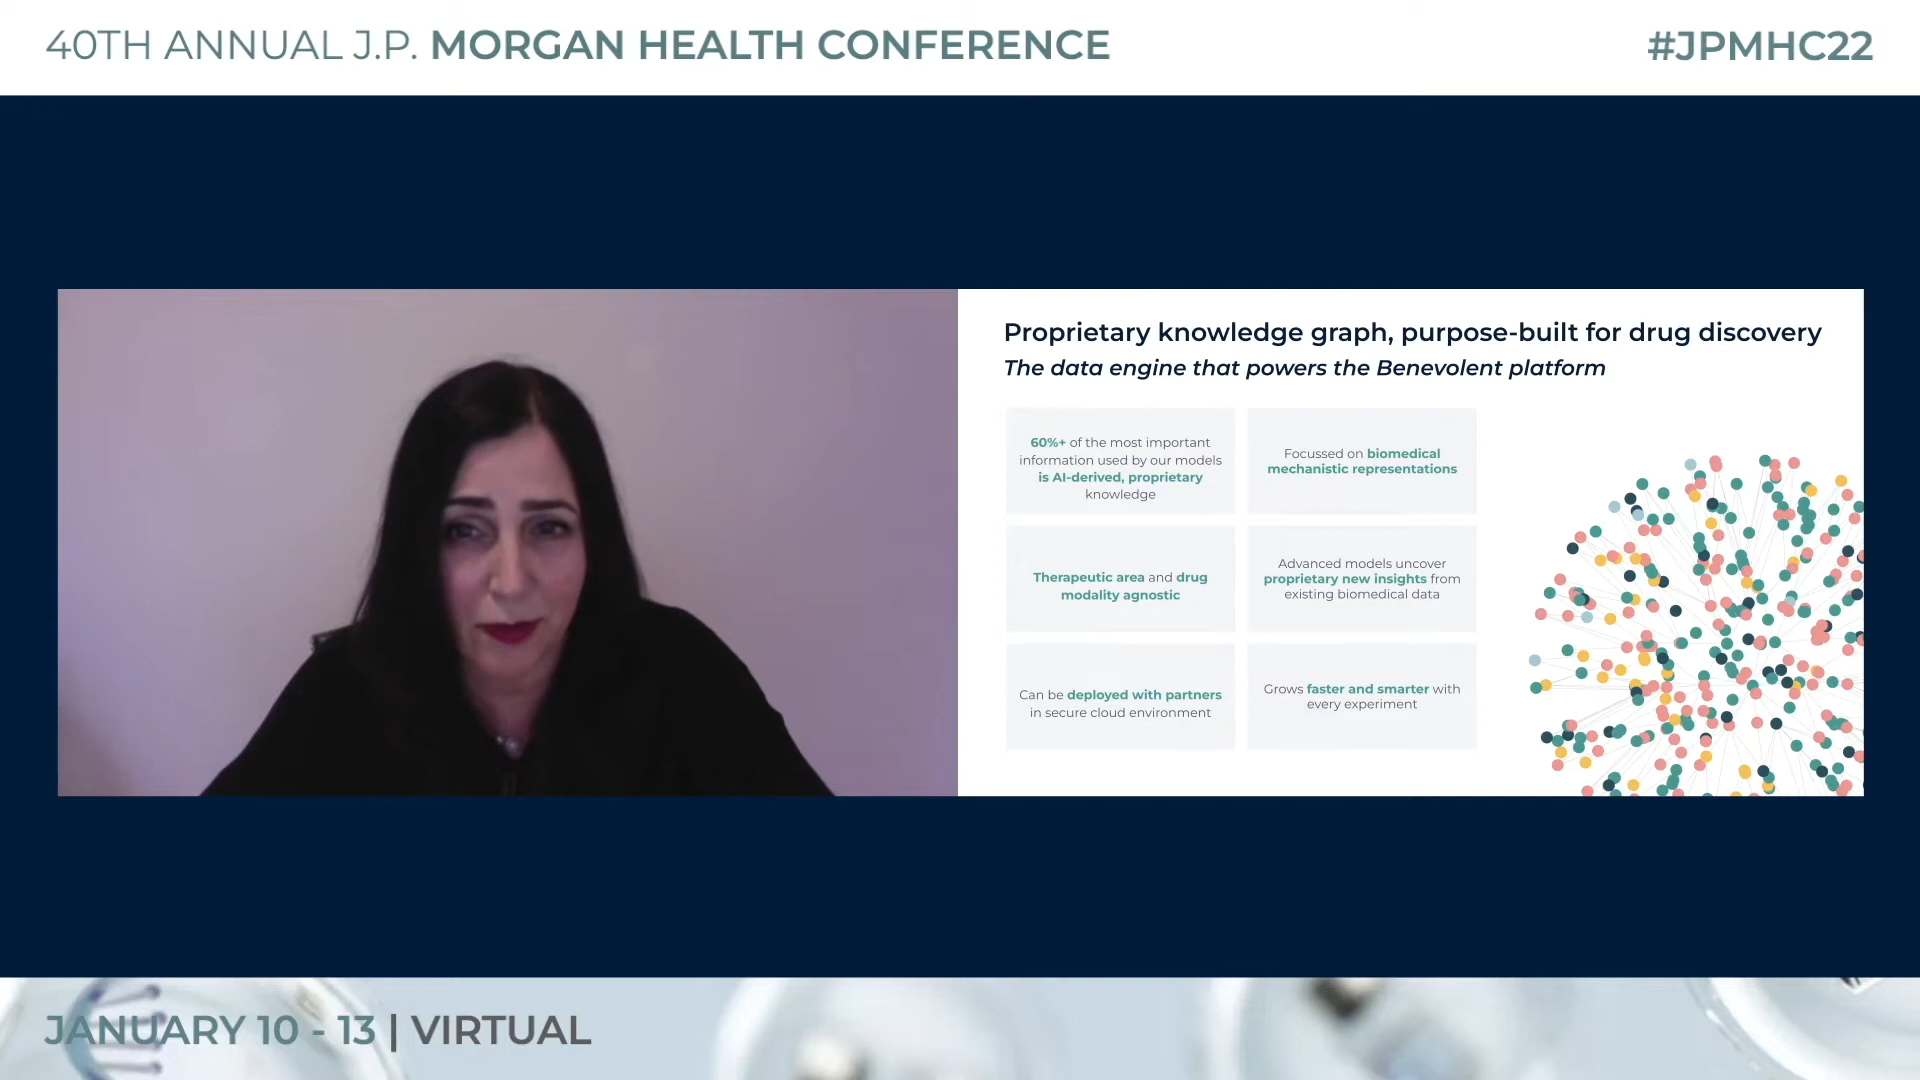 40TH ANNUAL J.P. MORGAN HEALTH CONFERENCE
#JPMHC22
Proprietary knowledge graph, purpose-built for drug discovery
The data engine that powers the Benevolent platform
60%+ of the most important
information used by our models
is AI-derived, proprietary
knowledge
Focussed on biomedical
mechanistic representations
Therapeutic area and drug
modality agnostic
Advanced models uncover
proprietary new insights from
existing biomedical data
Can be deployed with partners
in secure cloud environment
Grows faster and smarter with
every experiment
JANUARY 10 - 13 | VIRTUAL